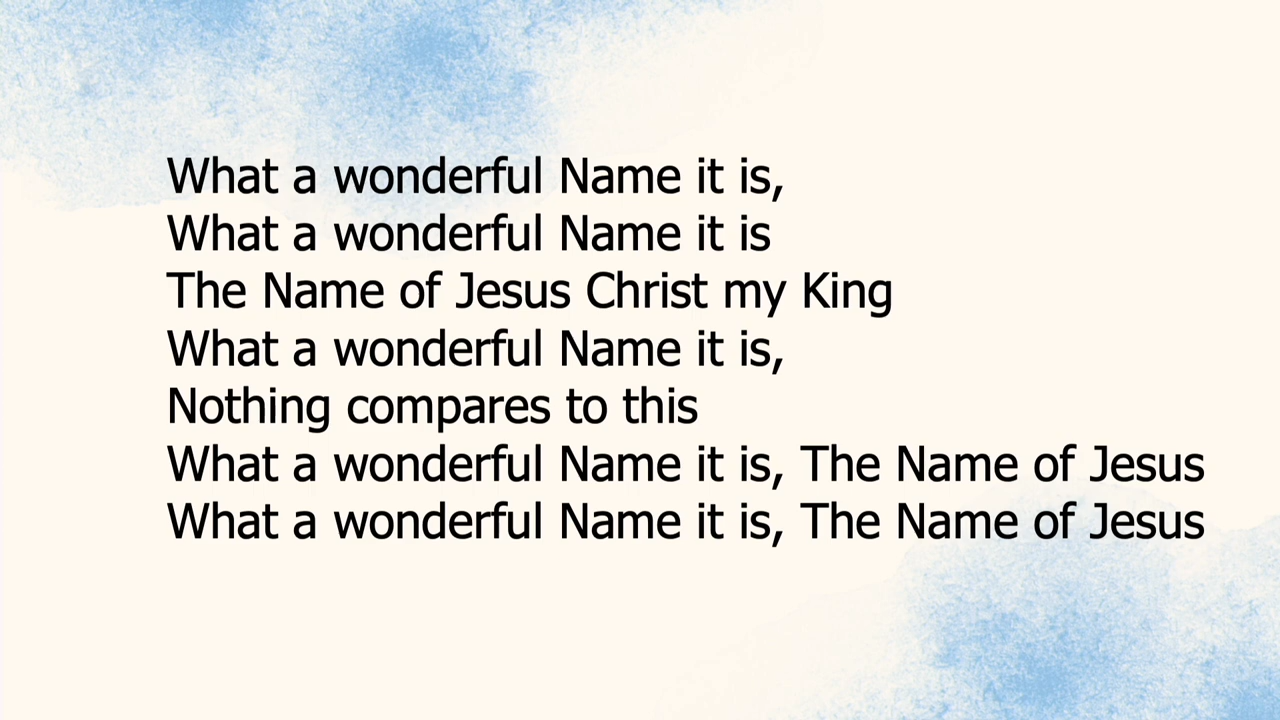 What a wonderful Name it is,
What a wonderful Name it is
The Name of Jesus Christ my King
What a wonderful Name it is,
Nothing compares to this
What a wonderful Name it is, The Name of Jesus
What a wonderful Name it is, The Name of Jesus